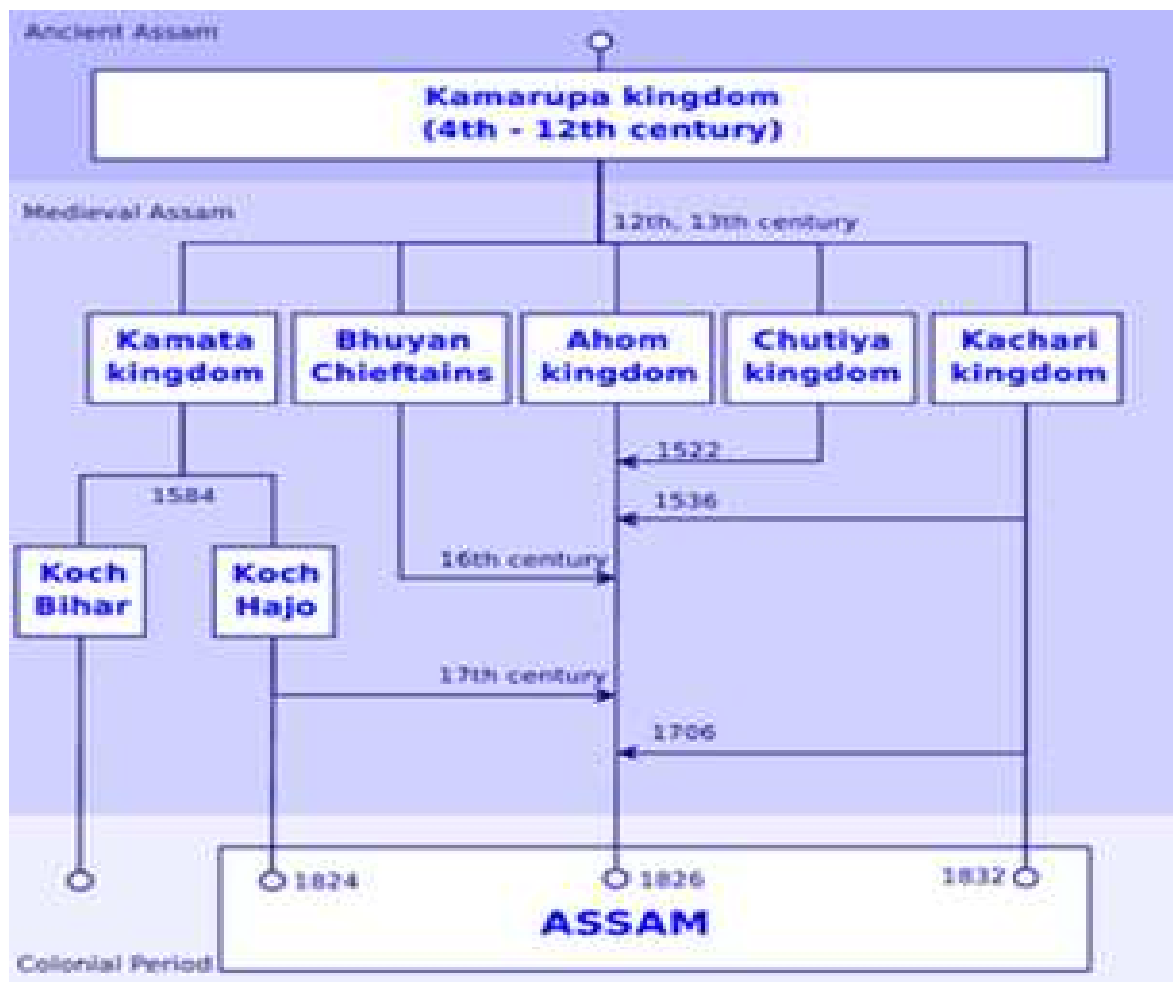 Ancient Assam
Kamarupa kingdom
(4th - 12th century)
Medieval Assam
12th, 13th century
Kamata
kingdom
Bhuyan
Chieftains
Ahom
kingdom
Chutiya
kingdom
Kachari
kingdom
1522
1584
1536
16th century
Koch
Bihar
Koch
Hajo
17th century
1706
1824
1826
1832
ASSAM
Colonial Period